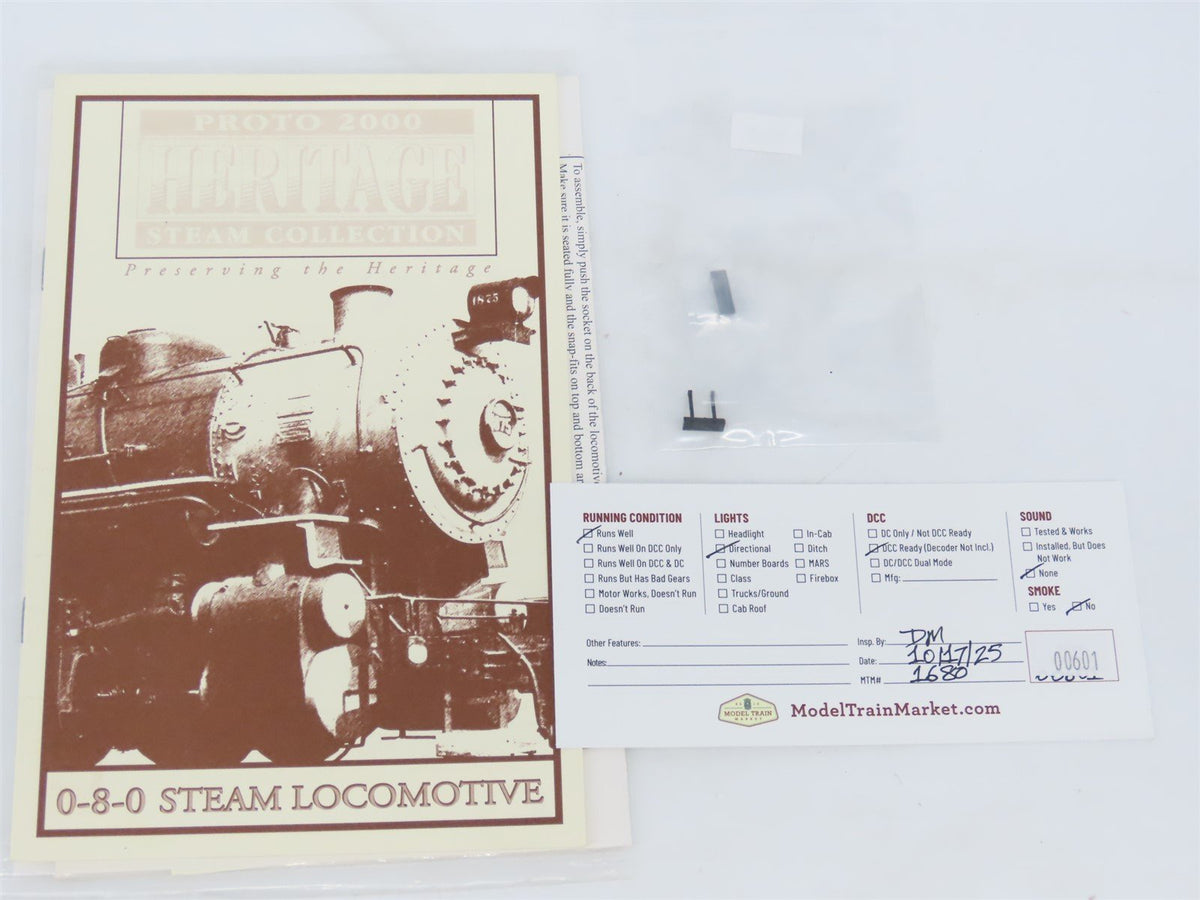 PROTO 2000
HERITAGE
STEAM COLLECTION
Preserving the Heritage
1875
0-8-0 STEAM LOCOMOTIVE
To assemble, simply push the socket on the back of the locomotive
Make sure it is seated fully and the snap-fits on top and bottom ar
RUNNING CONDITION
Runs Well
Runs Well On DCC Only
Runs Well On DCC & DC
Runs But Has Bad Gears
Motor Works, Doesn't Run
Doesn't Run
LIGHTS
Headlight
Directional
Number Boards
Class
Trucks/Ground
Cab Roof
In-Cab
Ditch
MARS
Firebox
DCC
DC Only / Not DCC Ready
DCC Ready (Decoder Not Incl.)
DC/DCC Dual Mode
Mfg:
SOUND
Tested & Works
Installed, But Does
Not Work
None
SMOKE
Yes No
Other Features:
Notes:
Insp. By: DM
Date: 10/17/25
MTM# 1680
00601
MODEL TRAIN
MARKET
ModelTrainMarket.com